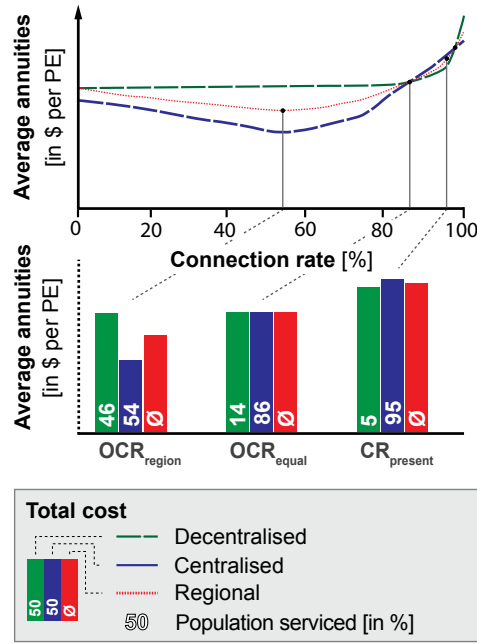 Average annuities
[in $ per PE]
0 20 40 60 80 100
Connection rate [%]
Average annuities
[in $ per PE]
46 54 Ø 14 86 Ø 5 95 Ø
OCRregion OCRequal CRpresent
Total cost
Decentralised
Centralised
Regional
50 50 Ø 50 Population serviced [in %]